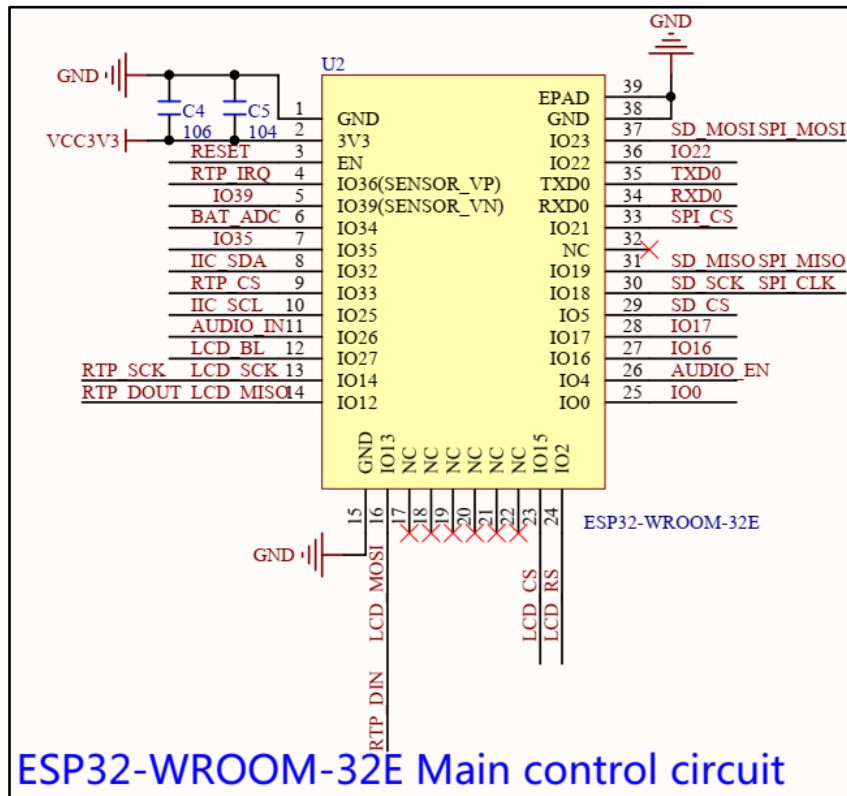 GND
U2
GND
C4
106
C5
104
VCC3V3
1 GND
2 3V3
RESET 3 EN
RTP_IRQ 4 IO36(SENSOR_VP)
IO39 5 IO39(SENSOR_VN)
BAT_ADC 6 IO34
IO35 7 IO35
IIC_SDA 8 IO32
RTP_CS 9 IO33
IIC_SCL 10 IO25
AUDIO_IN 11 IO26
LCD_BL 12 IO27
RTP_SCK LCD_SCK 13 IO14
RTP_DOUT LCD_MISO 14 IO12
EPAD 39
GND 38
IO23 37 SD_MOSI SPI_MOSI
IO22 36 IO22
TXD0 35 TXD0
RXD0 34 RXD0
IO21 33 SPI_CS
NC 32
IO19 31 SD_MISO SPI_MISO
IO18 30 SD_SCK SPI_CLK
IO5 29 SD_CS
IO17 28 IO17
IO16 27 IO16
IO4 26 AUDIO_EN
IO0 25 IO0
GND 15
GND
IO13 16 LCD_MOSI RTP_DIN
NC 17
NC 18
NC 19
NC 20
NC 21
NC 22
IO15 23 LCD_CS
IO2 24 LCD_RS
ESP32-WROOM-32E
ESP32-WROOM-32E Main control circuit